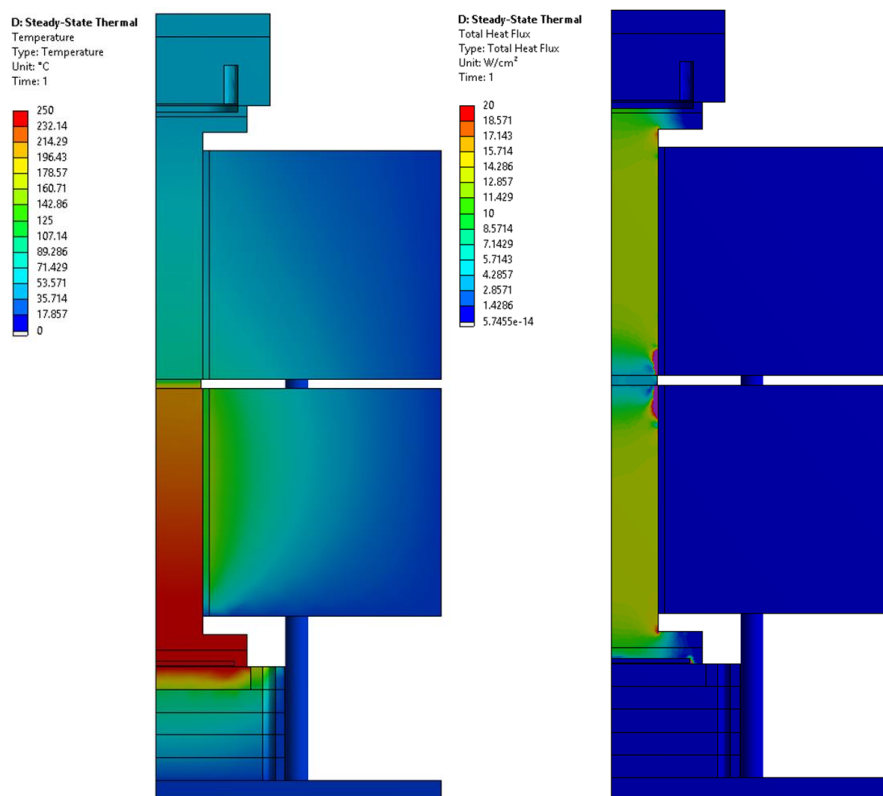 D: Steady-State Thermal
Temperature
Type: Temperature
Unit: °C
Time: 1
250
232.14
214.29
196.43
178.57
160.71
142.86
125
107.14
89.286
71.429
53.571
35.714
17.857
0
D: Steady-State Thermal
Total Heat Flux
Type: Total Heat Flux
Unit: W/cm²
Time: 1
20
18.571
17.143
15.714
14.286
12.857
11.429
10
8.5714
7.1429
5.7143
4.2857
2.8571
1.4286
5.7455e-14